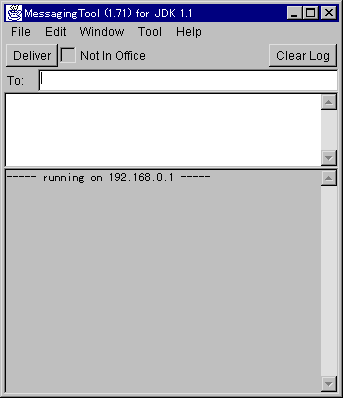 MessagingTool (1.71) for JDK 1.1
File Edit Window Tool Help
Deliver Not In Office Clear Log
To:
----- running on 192.168.0.1 -----